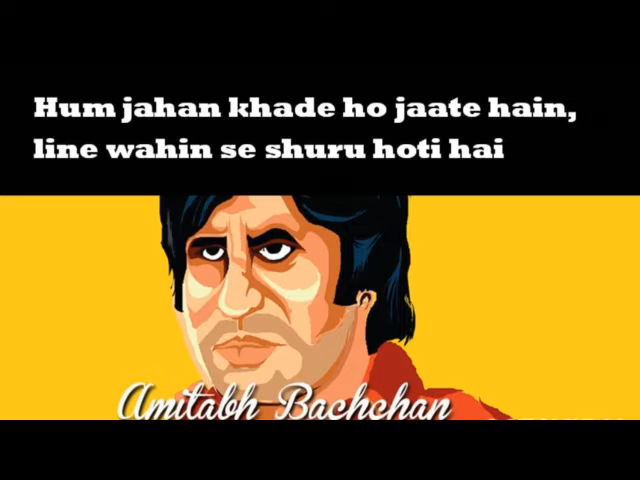 Hum jahan khade ho jaate hain,
line wahin se shuru hoti hai
Amitabh Bachchan